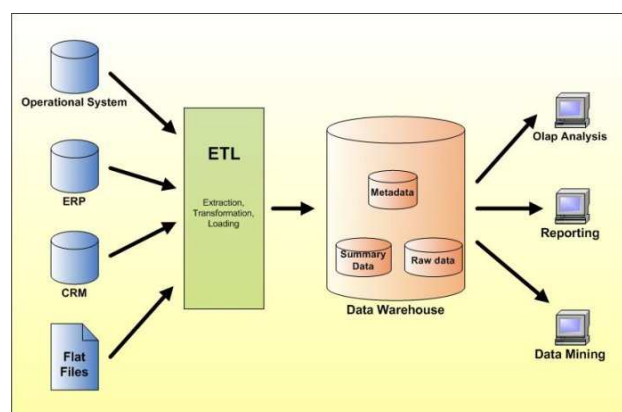 Operational System
ERP
CRM
Flat
Files
ETL
Extraction,
Transformation,
Loading
Metadata
Summary
Data
Raw data
Data Warehouse
Olap Analysis
Reporting
Data Mining